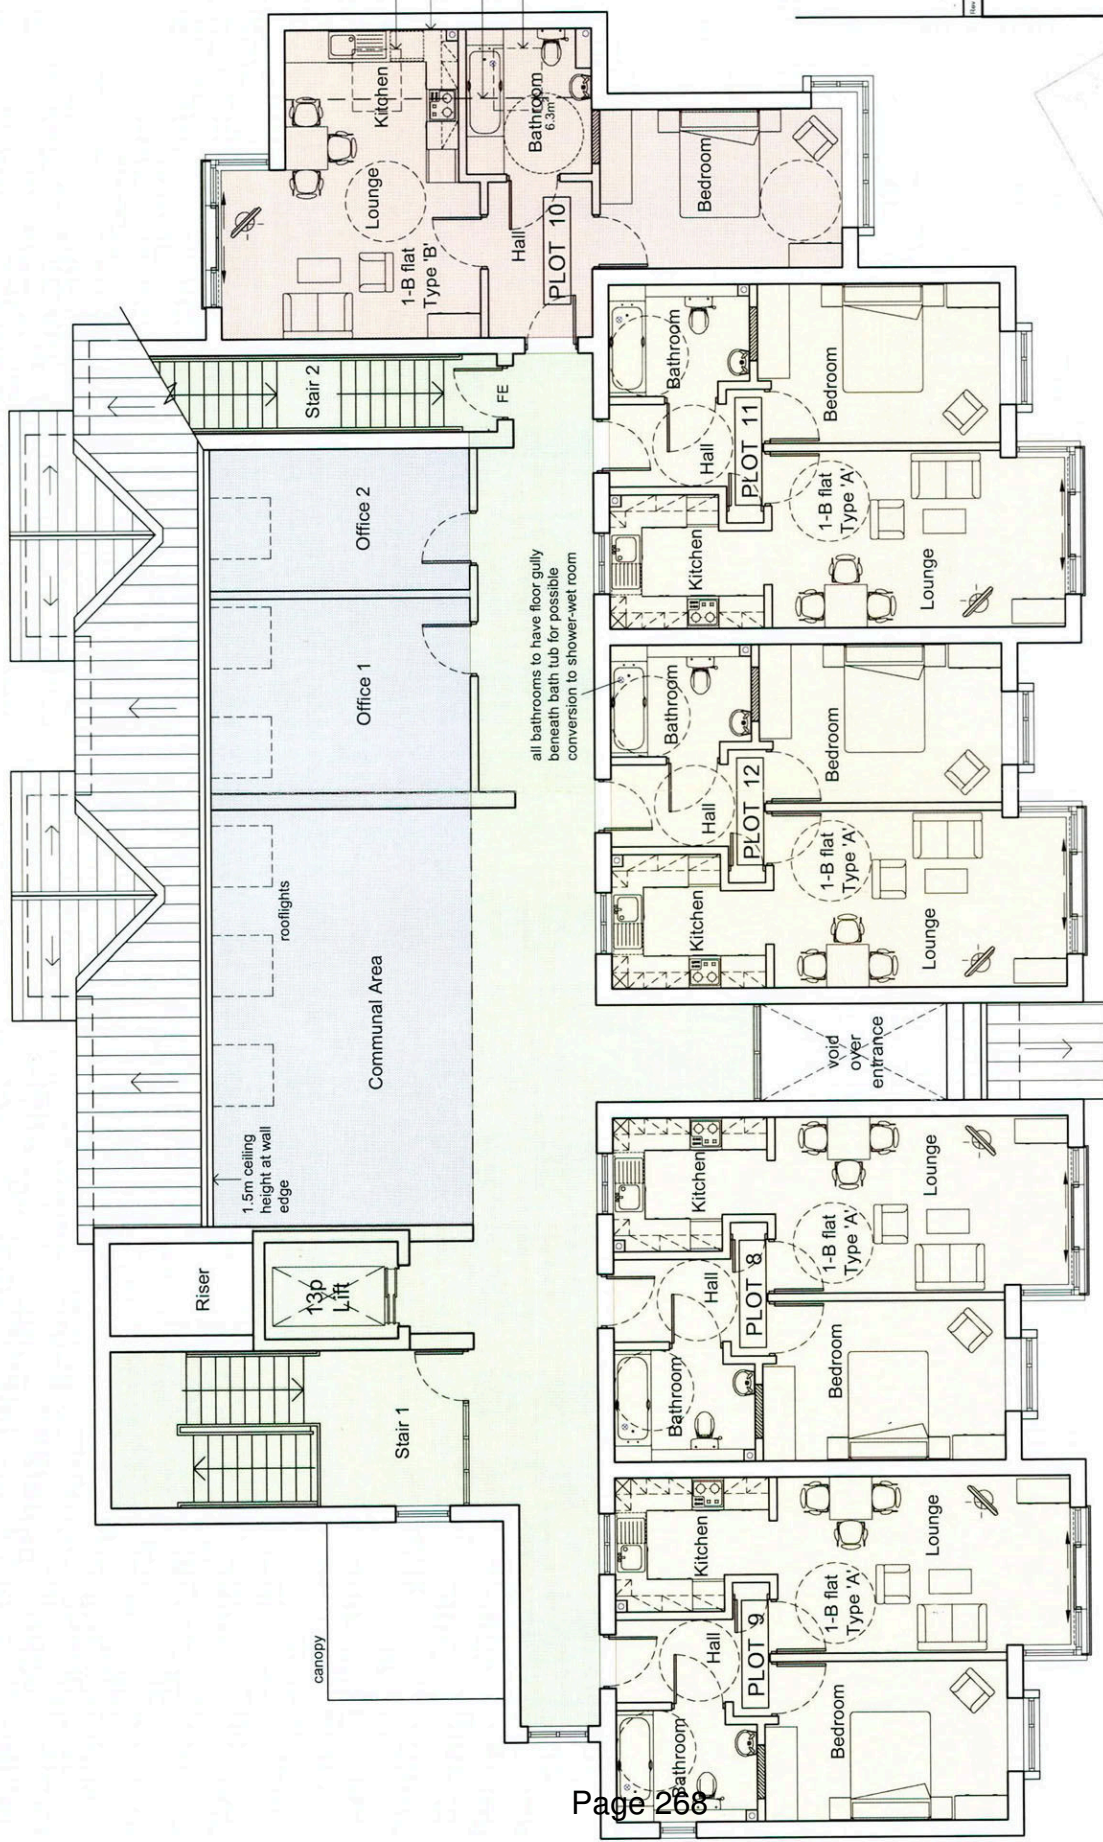 Rev
Kitchen
Lounge
1-B flat
Type 'B'
Bathroom
6.3m²
Hall
PLOT 10
Bedroom
Stair 2
FE
Office 2
Office 1
all bathrooms to have floor gully
beneath bath tub for possible
conversion to shower-wet room
rooflights
Communal Area
1.5m ceiling
height at wall
edge
Riser
13p
Lift
Stair 1
canopy
Bathroom
Hall
PLOT 11
Bedroom
Kitchen
1-B flat
Type 'A'
Lounge
Bathroom
Hall
PLOT 12
Bedroom
Kitchen
1-B flat
Type 'A'
Lounge
void
over
entrance
Kitchen
Lounge
1-B flat
Type 'A'
Hall
PLOT 8
Bathroom
Bedroom
Kitchen
Lounge
1-B flat
Type 'A'
Hall
PLOT 9
Bathroom
Bedroom
Page 268